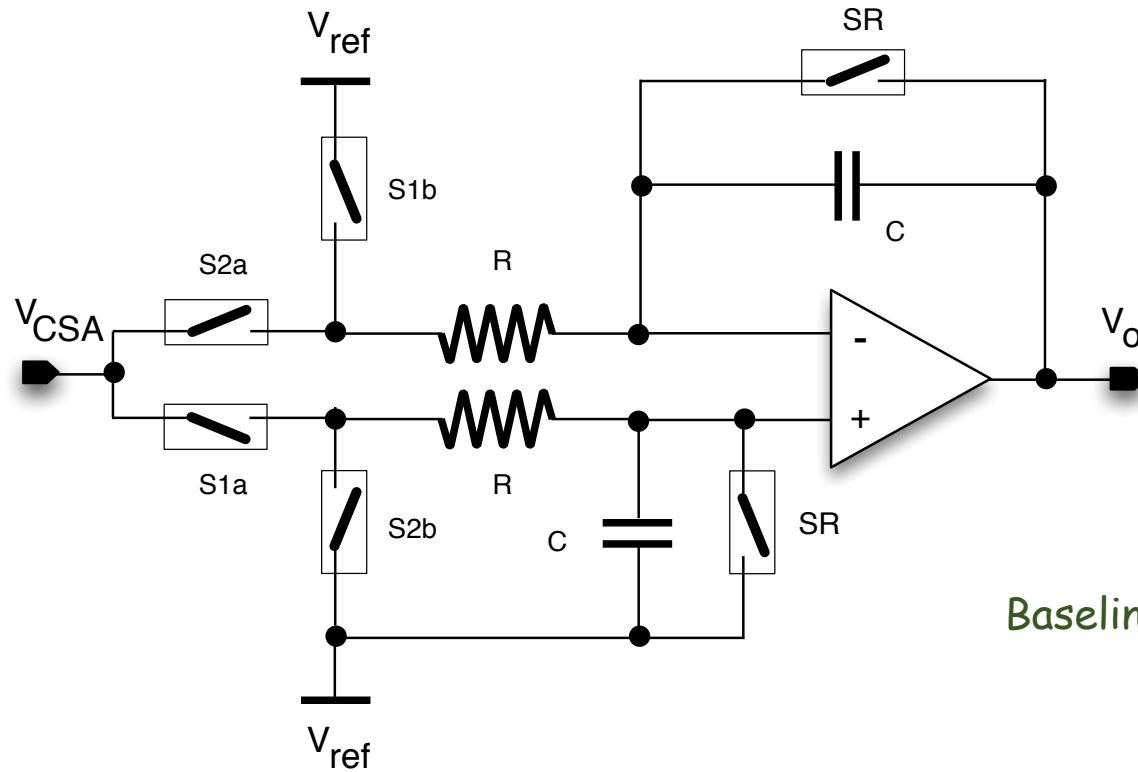 SR
Vref
S1b
C
S2a
R
VCSA
Vo
-
R
+
S1a
S2b
C
SR
Baselin
Vref